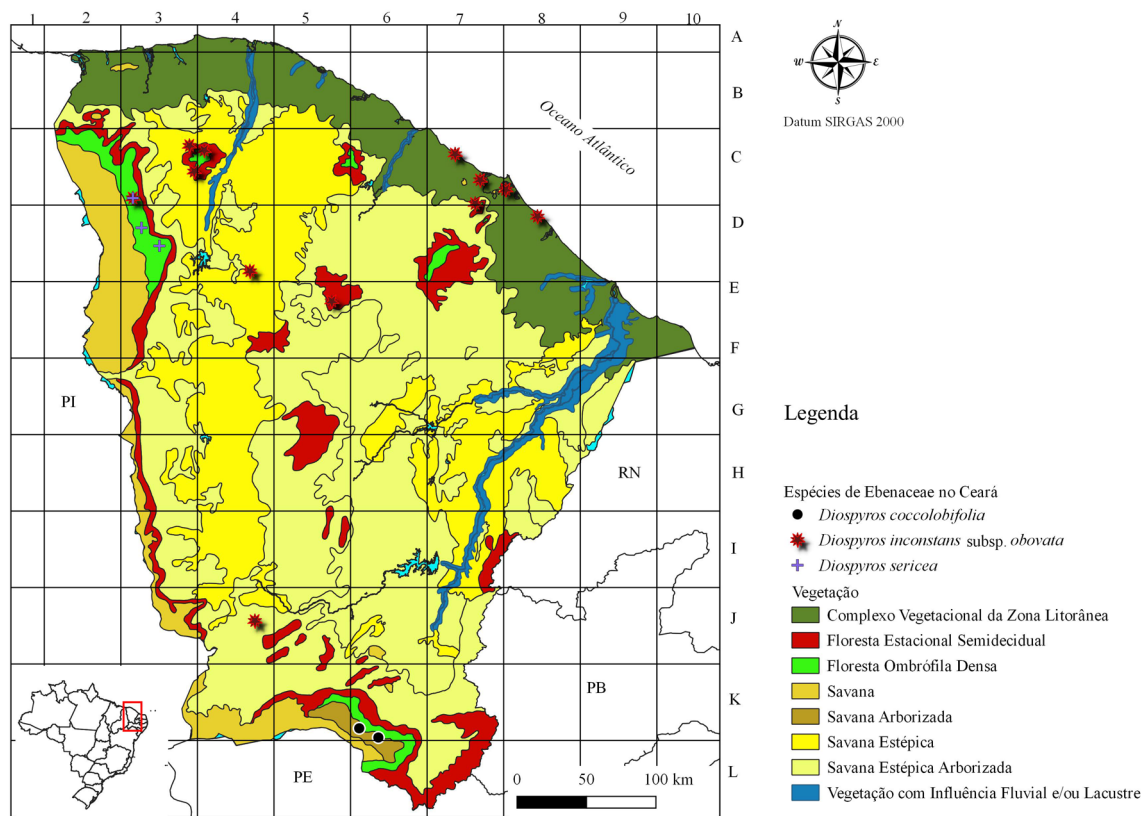 1 2 3 4 5 6 7 8 9 10
A
B
C
D
E
F
G
H
I
J
K
L
N
W E
S
Datum SIRGAS 2000
Oceano Atlântico
PI
RN
PB
PE
0 50 100 km
Legenda
Espécies de Ebenaceae no Ceará
Diospyros coccolobifolia
Diospyros inconstans subsp. obovata
Diospyros sericea
Vegetação
Complexo Vegetacional da Zona Litorânea
Floresta Estacional Semidecidual
Floresta Ombrófila Densa
Savana
Savana Arborizada
Savana Estépica
Savana Estépica Arborizada
Vegetação com Influência Fluvial e/ou Lacustre